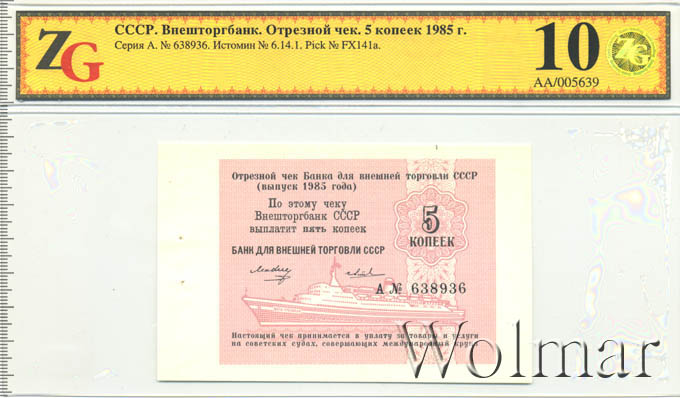 ZG
СССР. Внешторгбанк. Отрезной чек. 5 копеек 1985 г.
Серия А. № 638936. Истомин № 6.14.1. Pick № FX141a.
10
ZG
АА/005639
Отрезной чек Банка для внешней торговли СССР
(выпуск 1985 года)
По этому чеку
Внешторгбанк СССР
выплатит пять копеек
5
КОПЕЕК
БАНК ДЛЯ ВНЕШНЕЙ ТОРГОВЛИ СССР
А № 638936
Настоящий чек принимается в уплату за товары и услуги
на советских судах, совершающих международный круиз
Wolmar